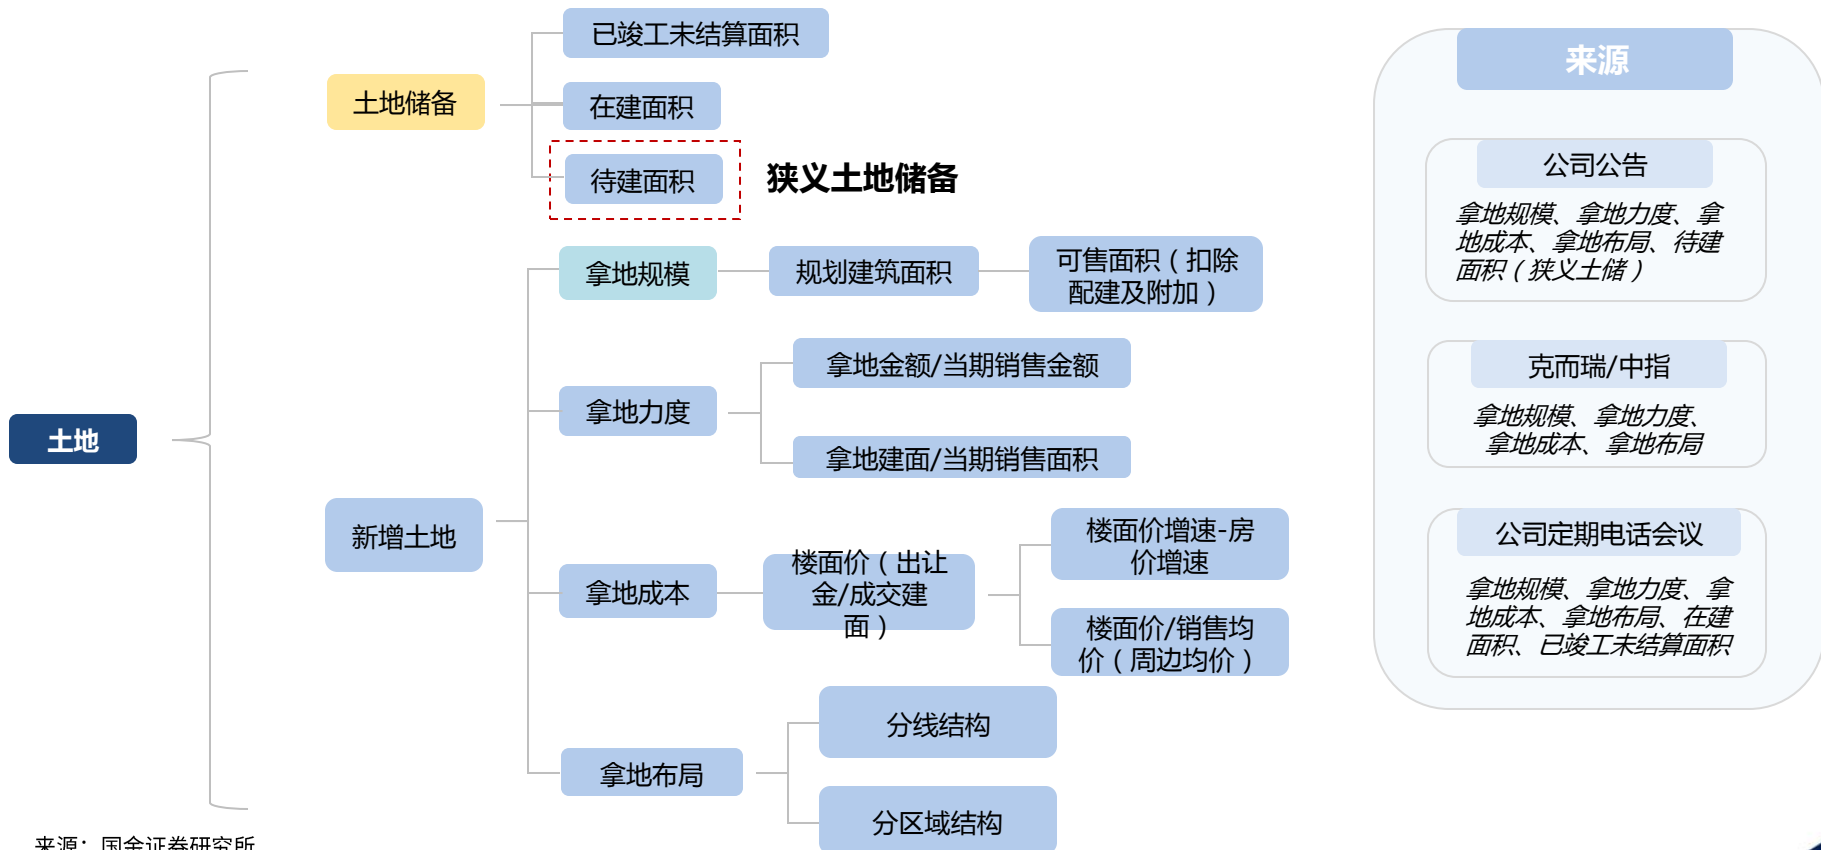 已竣工未结算面积
土地储备
在建面积
待建面积
狭义土地储备
拿地规模
规划建筑面积
可售面积（扣除
配建及附加）
拿地金额/当期销售金额
拿地力度
拿地建面/当期销售面积
土地
新增土地
拿地成本
楼面价（出让
金/成交建
面）
楼面价增速-房
价增速
楼面价/销售均
价（周边均价）
拿地布局
分线结构
分区域结构
来源
公司公告
拿地规模、拿地力度、拿
地成本、拿地布局、待建
面积（狭义土储）
克而瑞/中指
拿地规模、拿地力度、
拿地成本、拿地布局
公司定期电话会议
拿地规模、拿地力度、拿
地成本、拿地布局、在建
面积、已竣工未结算面积
来源：国金证券研究所